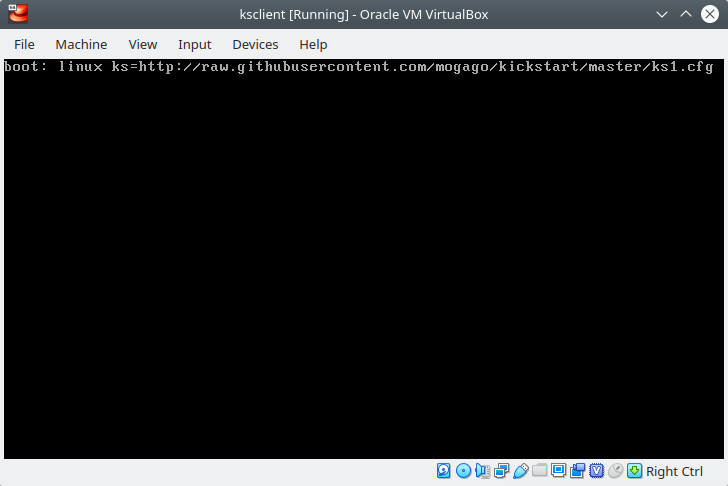 ksclient [Running] - Oracle VM VirtualBox
File Machine View Input Devices Help
boot: linux ks=http://raw.githubusercontent.com/mogago/kickstart/master/ks1.cfg
Right Ctrl